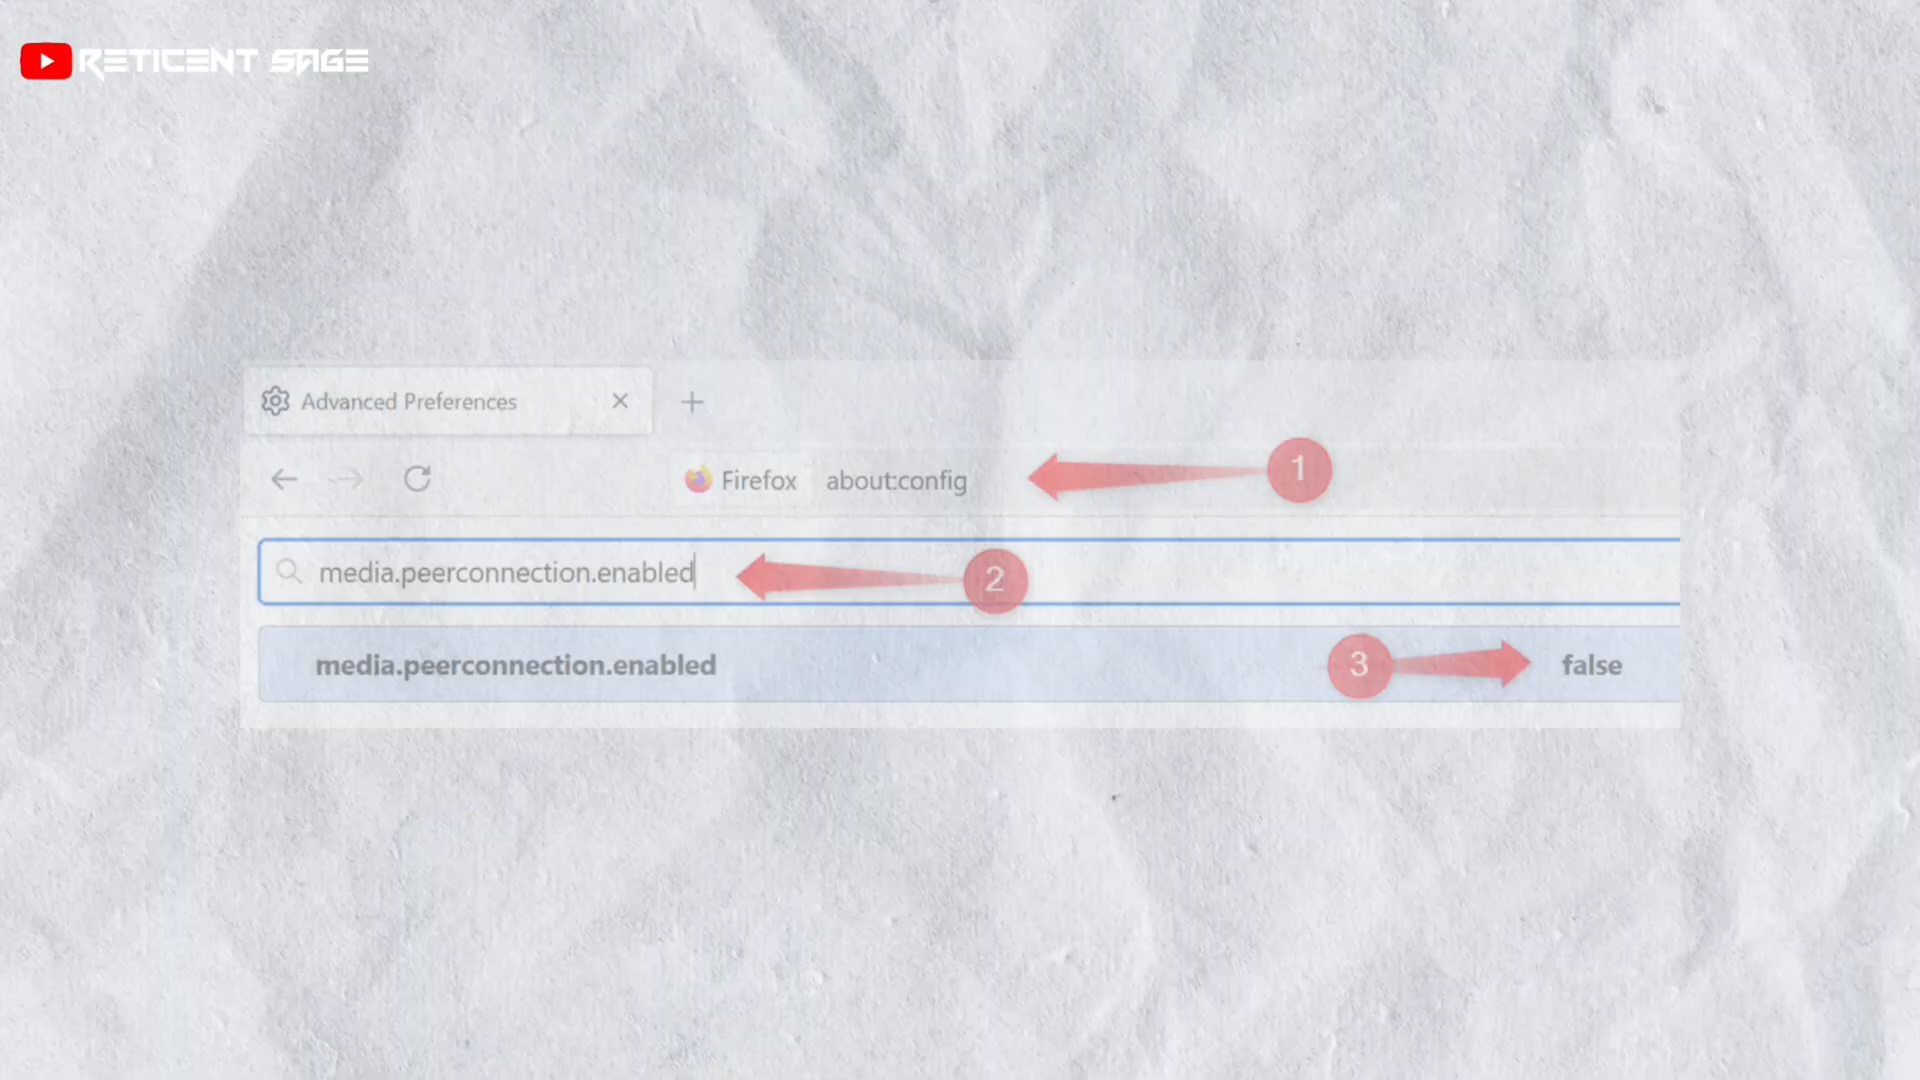 RETICENT SAGE
Advanced Preferences
Firefox about:config
1
media.peerconnection.enabled
2
media.peerconnection.enabled
3
false